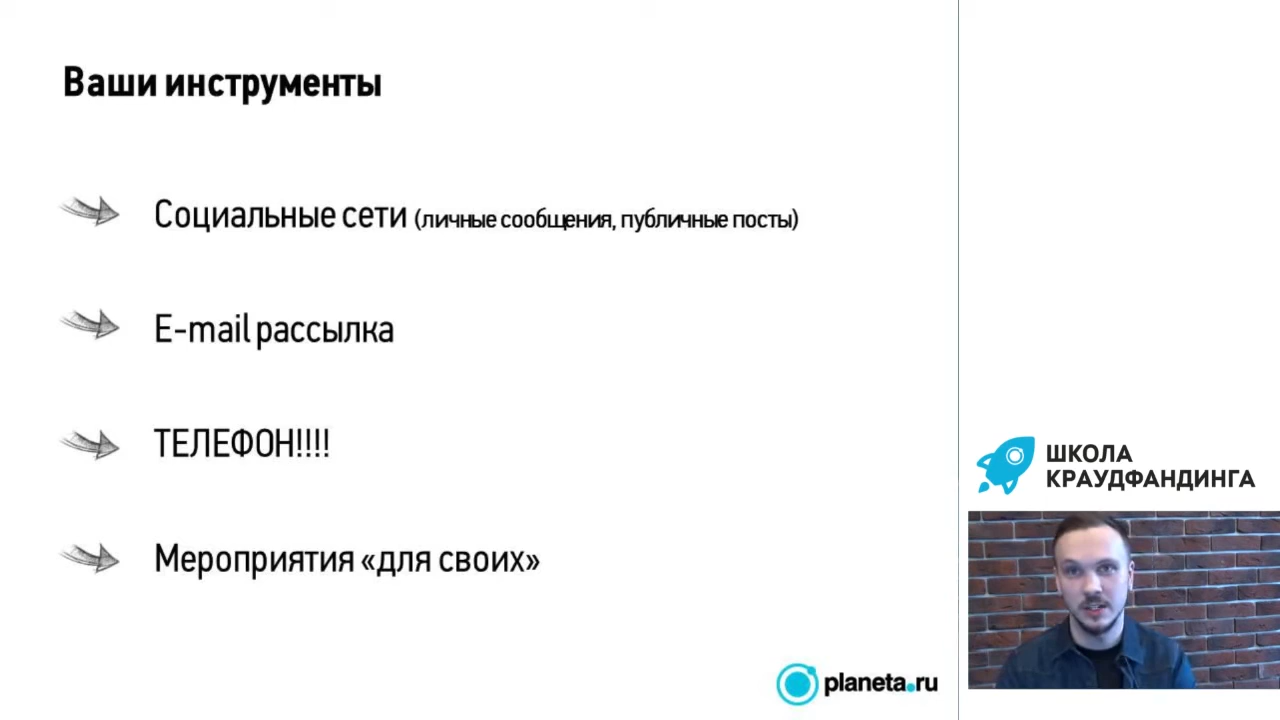 Ваши инструменты
Социальные сети (личные сообщения, публичные посты)
E-mail рассылка
ТЕЛЕФОН!!!!
Мероприятия «для своих»
planeta.ru
ШКОЛА
КРАУДФАНДИНГА